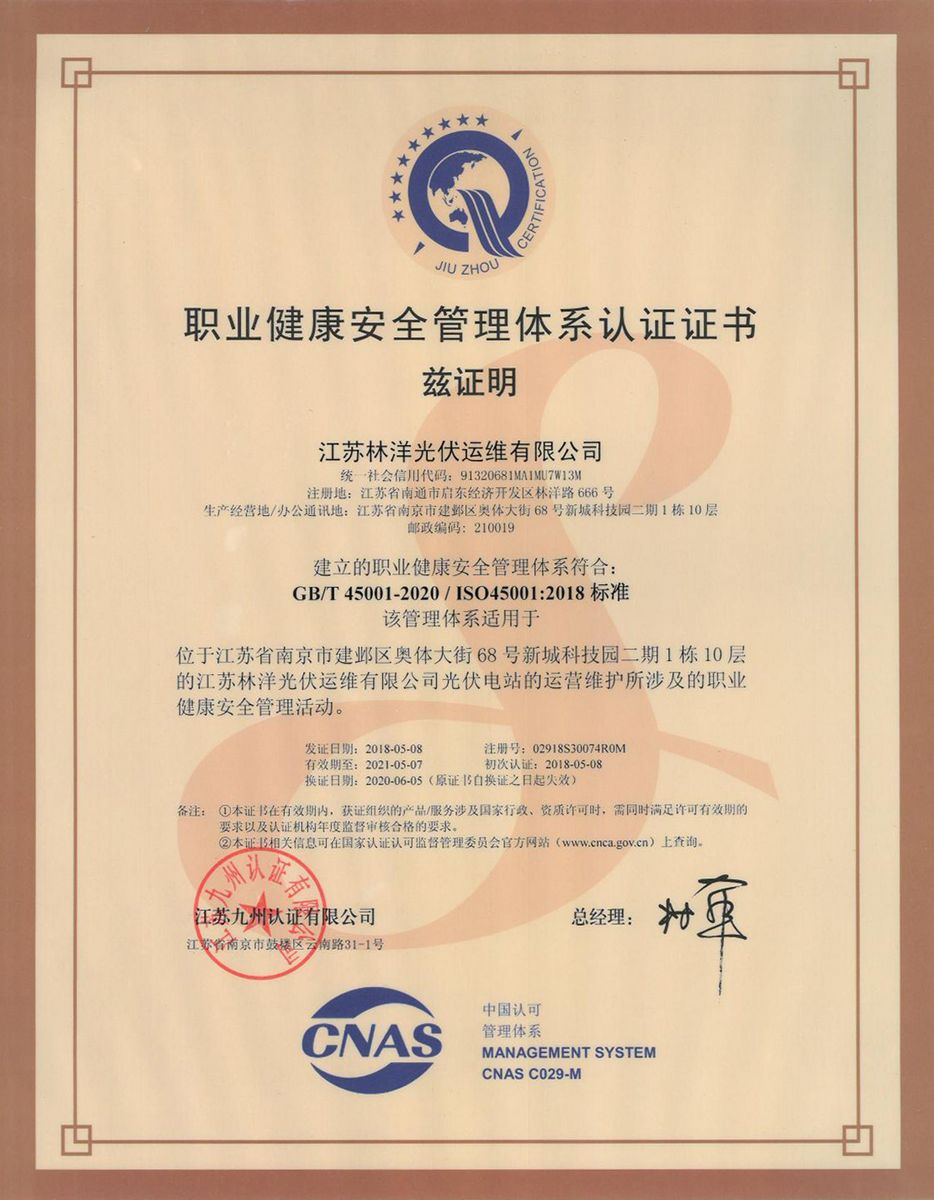 JIU ZHOU CERTIFICATION
职业健康安全管理体系认证证书
兹证明
江苏林洋光伏运维有限公司
统一社会信用代码：91320681MA1MU7W13M
注册地：江苏省南通市启东经济开发区林洋路 666 号
生产经营地/办公通讯地：江苏省南京市建邺区奥体大街 68 号新城科技园二期 1 栋 10 层
邮政编码：210019
建立的职业健康安全管理体系符合：
GB/T 45001-2020 / ISO45001:2018 标准
该管理体系适用于
位于江苏省南京市建邺区奥体大街 68 号新城科技园二期 1 栋 10 层
的江苏林洋光伏运维有限公司光伏电站的运营维护所涉及的职业
健康安全管理活动。
发证日期：2018-05-08 注册号：02918S30074R0M
有效期至：2021-05-07 初次认证：2018-05-08
换证日期：2020-06-05（原证书自换证之日起失效）
备注： ①本证书在有效期内，获证组织的产品/服务涉及国家行政、资质许可时，需同时满足许可有效期的
要求以及认证机构年度监督审核合格的要求。
②本证书相关信息可在国家认证认可监督管理委员会官方网站（www.cnca.gov.cn）上查询。
江苏九州认证有限公司
江苏九州认证有限公司 总经理：
江苏省南京市鼓楼区云南路31-1号
CNAS
中国认可
管理体系
MANAGEMENT SYSTEM
CNAS C029-M